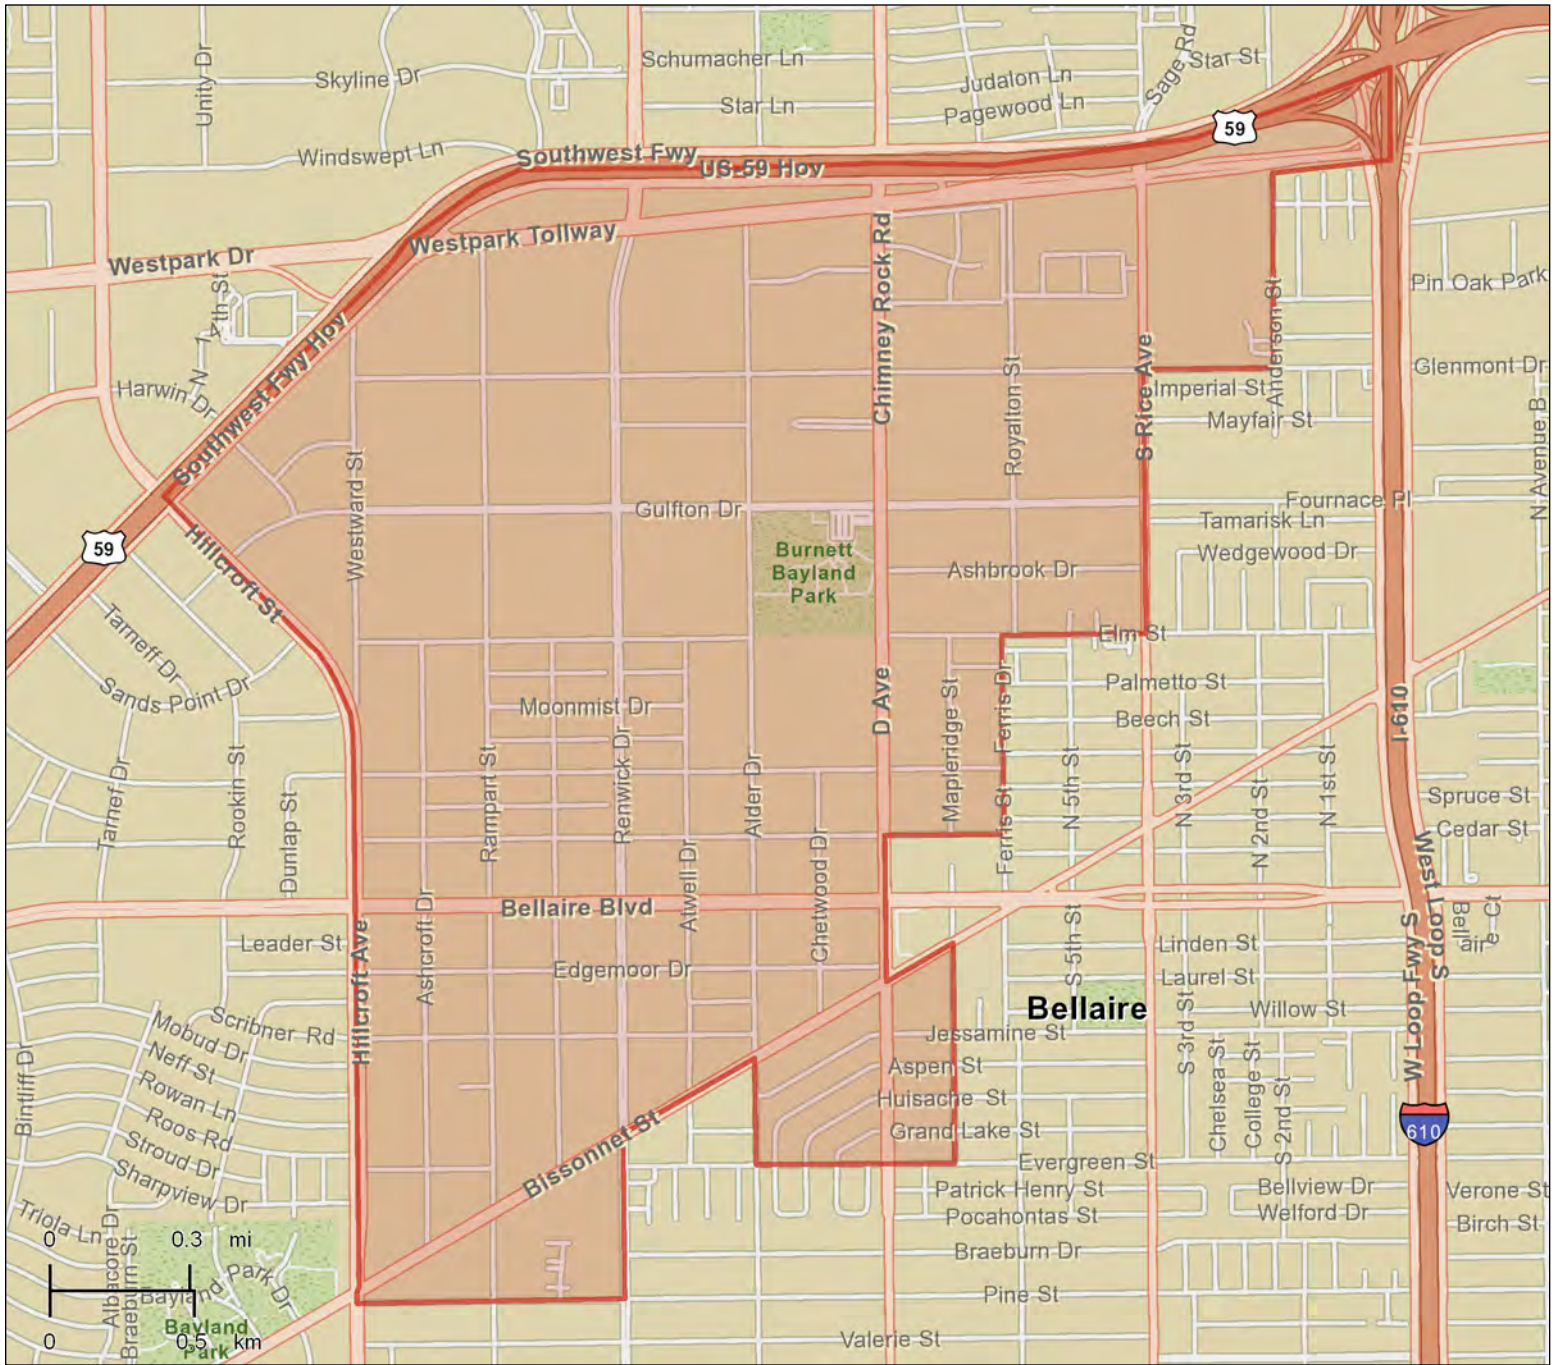 Schumacher Ln
Sage Rd
Star St
Unity Dr
Skyline Dr
Judalon Ln
Star Ln
Pagewood Ln
59
Windswept Ln
Southwest Fwy
US-59 Hov
Westpark Tollway
Westpark Dr
Chimney Rock Rd
N 14th St
Pin Oak Park
Anderson St
Southwest Fwy Hov
S Rice Ave
Royalton St
Glenmont Dr
Harwin Dr
Imperial St
Mayfair St
N Avenue B
Westward St
Fournace Pl
Gulfton Dr
Tamarisk Ln
59
Hillcroft St
Burnett
Bayland
Park
Wedgewood Dr
Ashbrook Dr
Tarneff Dr
Elm St
Sands Point Dr
Palmetto St
D Ave
Mapleridge St
Ferris Dr
Moonmist Dr
Beech St
I-610
Tarnef Dr
Rookin St
Dunlap St
Rampart St
Renwick Dr
Alder Dr
Ferris St
N 5th St
N 3rd St
N 2nd St
N 1st St
Spruce St
Cedar St
Atwell Dr
Chetwood Dr
West Loop S
Bellaire Blvd
Ashcroft Dr
Leader St
Hillcroft Ave
Edgemoor Dr
S 5th St
Linden St
Laurel St
W Loop Fwy S
Bell
aire Ct
Bellaire
Willow St
Scribner Rd
Mobud Dr
Neff St
Rowan Ln
Roos Rd
Stroud Dr
Sharpview Dr
Bintliff Dr
Jessamine St
Aspen St
Huisache St
Grand Lake St
Evergreen St
S 3rd St
Chelsea St
College St
S 2nd St
610
Bissonnet St
Patrick Henry St
Bellview Dr
Verone St
Pocahontas St
Welford Dr
Birch St
Triola Ln
Albacore Dr
Braeburn St
Braeburn Dr
0 0.3 mi
Bayland Park Dr
Pine St
Bayland
Park
0 0.5 km
Valerie St